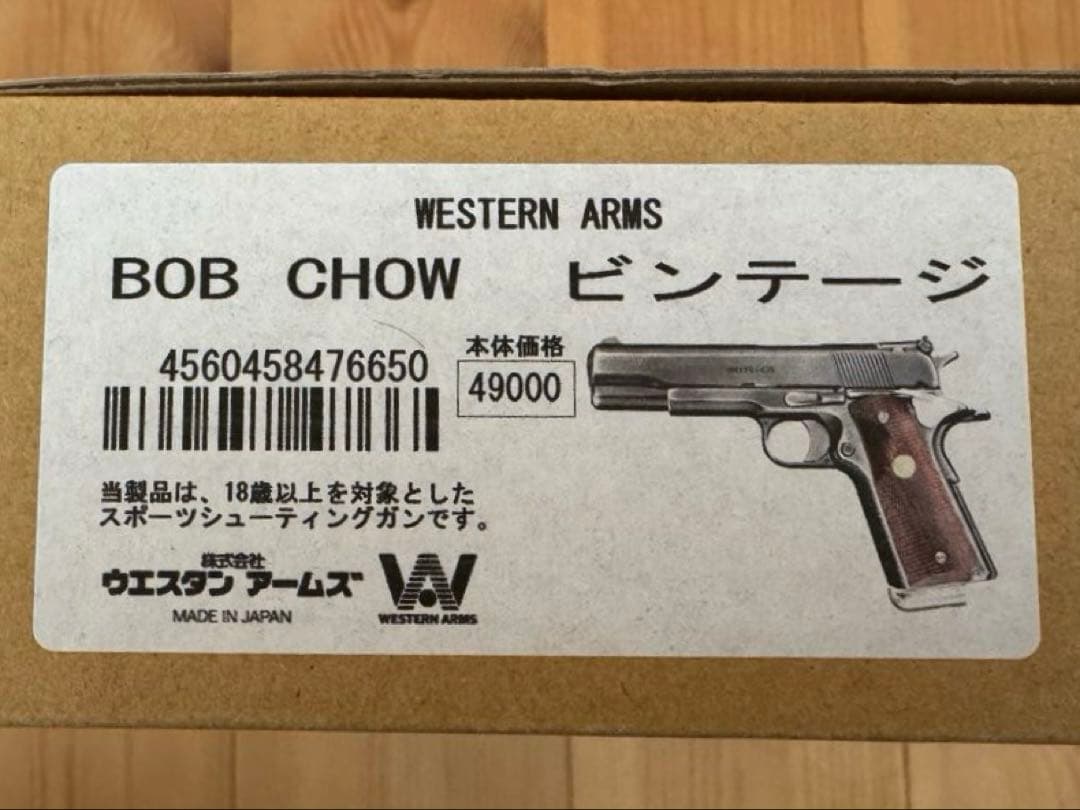 WESTERN ARMS
BOB CHOW ビンテージ
4560458476650
本体価格
49000
当製品は、18歳以上を対象とした
スポーツシューティングガンです。
株式会社
ウエスタン アームズ
MADE IN JAPAN
WESTERN ARMS